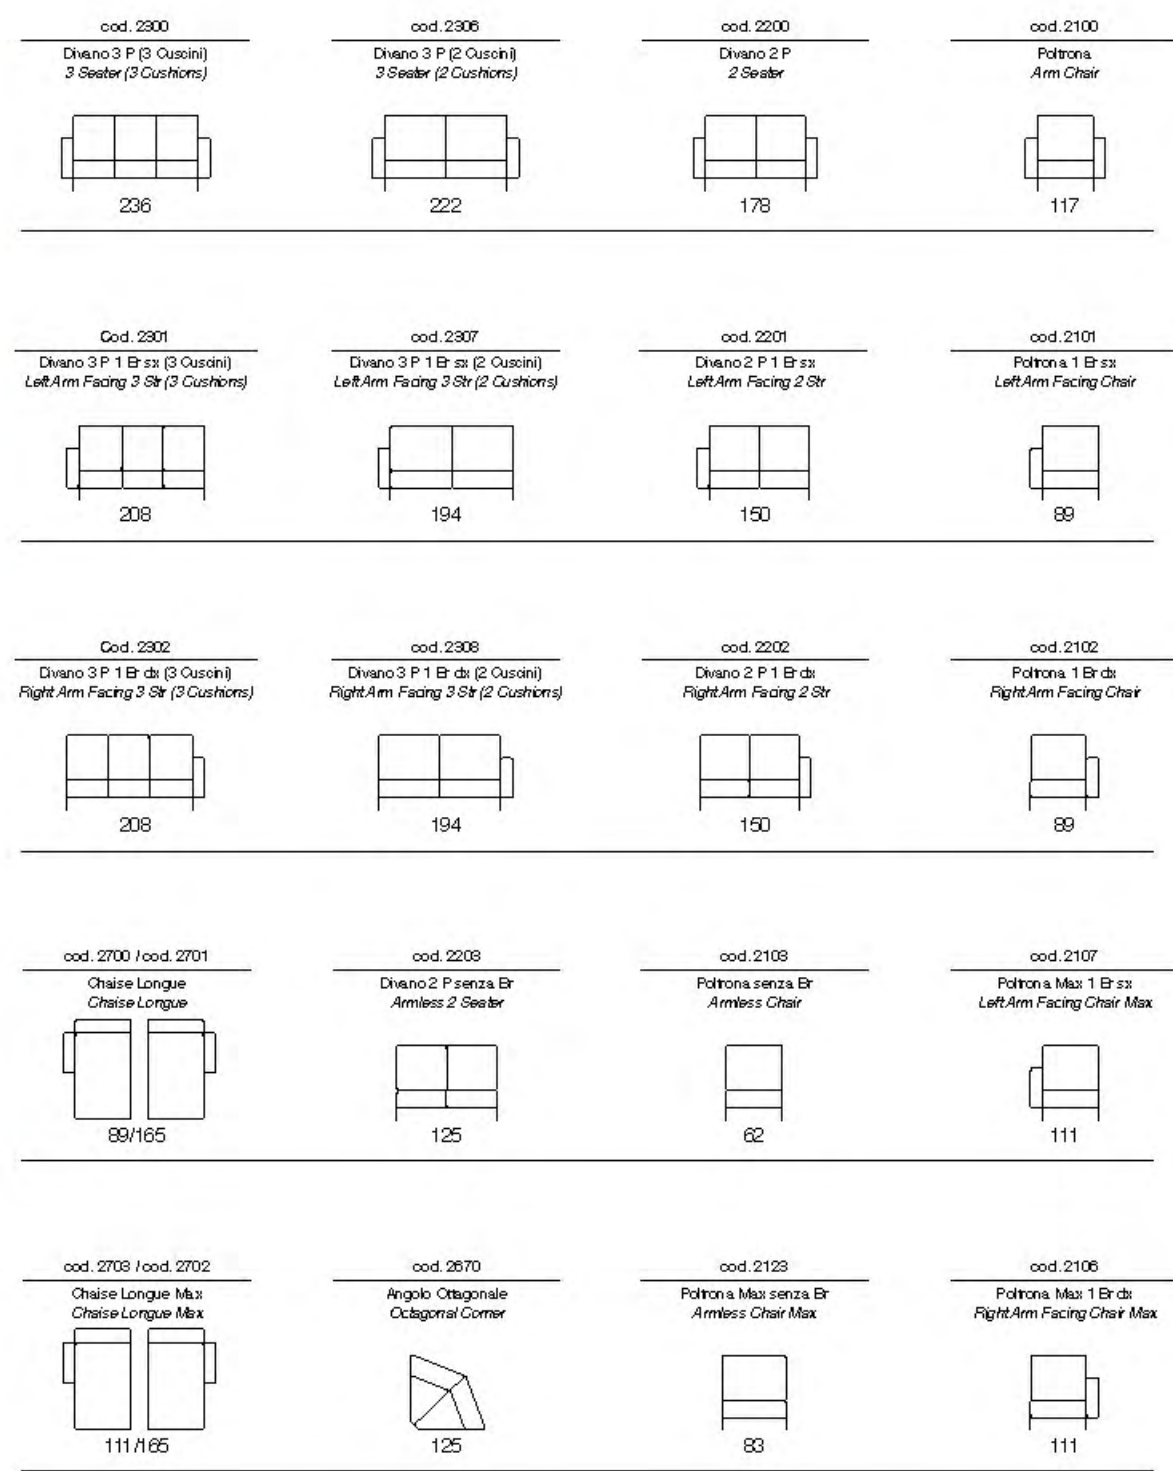 cod. 2300
Divano 3 P (3 Cuscini)
3 Seater (3 Cushions)
236
cod. 2306
Divano 3 P (2 Cuscini)
3 Seater (2 Cushions)
222
cod. 2200
Divano 2 P
2 Seater
178
cod. 2100
Poltrona
Arm Chair
117
Cod. 2301
Divano 3 P 1 Br sx (3 Cuscini)
Left Arm Facing 3 Str (3 Cushions)
208
cod. 2307
Divano 3 P 1 Br sx (2 Cuscini)
Left Arm Facing 3 Str (2 Cushions)
194
cod. 2201
Divano 2 P 1 Br sx
Left Arm Facing 2 Str
150
cod. 2101
Poltrona 1 Br sx
Left Arm Facing Chair
89
Cod. 2302
Divano 3 P 1 Br dx (3 Cuscini)
Right Arm Facing 3 Str (3 Cushions)
208
cod. 2308
Divano 3 P 1 Br dx (2 Cuscini)
Right Arm Facing 3 Str (2 Cushions)
194
cod. 2202
Divano 2 P 1 Br dx
Right Arm Facing 2 Str
150
cod. 2102
Poltrona 1 Br dx
Right Arm Facing Chair
89
cod. 2700 / cod. 2701
Chaise Longue
Chaise Longue
89/165
cod. 2203
Divano 2 P senza Br
Armless 2 Seater
125
cod. 2103
Poltrona senza Br
Armless Chair
62
cod. 2107
Poltrona Max 1 Br sx
Left Arm Facing Chair Max
111
cod. 2703 / cod. 2702
Chaise Longue Max
Chaise Longue Max
111/165
cod. 2670
Angolo Ottagonale
Octagonal Corner
125
cod. 2123
Poltrona Max senza Br
Armless Chair Max
83
cod. 2106
Poltrona Max 1 Br dx
Right Arm Facing Chair Max
111